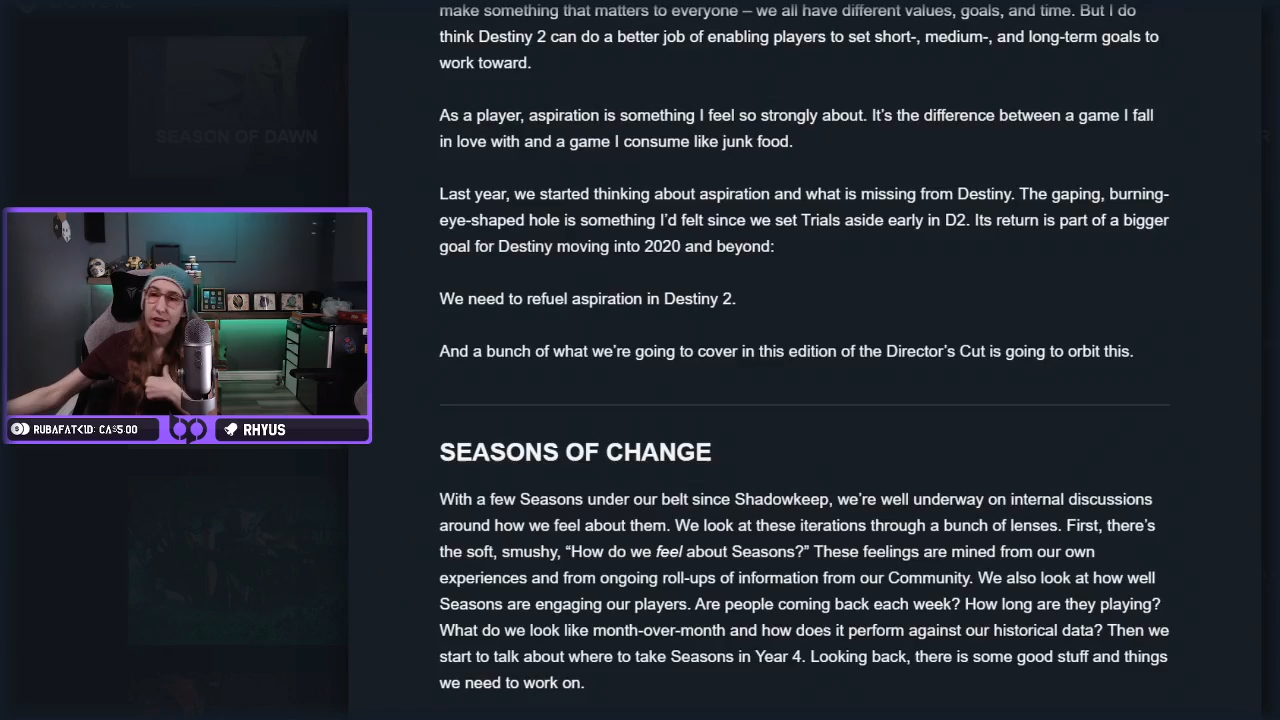 make something that matters to everyone – we all have different values, goals, and time. But I do
think Destiny 2 can do a better job of enabling players to set short-, medium-, and long-term goals to
work toward.
As a player, aspiration is something I feel so strongly about. It’s the difference between a game I fall
in love with and a game I consume like junk food.
Last year, we started thinking about aspiration and what is missing from Destiny. The gaping, burning-
eye-shaped hole is something I’d felt since we set Trials aside early in D2. Its return is part of a bigger
goal for Destiny moving into 2020 and beyond:
We need to refuel aspiration in Destiny 2.
And a bunch of what we’re going to cover in this edition of the Director’s Cut is going to orbit this.
SEASONS OF CHANGE
With a few Seasons under our belt since Shadowkeep, we’re well underway on internal discussions
around how we feel about them. We look at these iterations through a bunch of lenses. First, there’s
the soft, smushy, “How do we feel about Seasons?” These feelings are mined from our own
experiences and from ongoing roll-ups of information from our Community. We also look at how well
Seasons are engaging our players. Are people coming back each week? How long are they playing?
What do we look like month-over-month and how does it perform against our historical data? Then we
start to talk about where to take Seasons in Year 4. Looking back, there is some good stuff and things
we need to work on.
SEASON OF DAWN
RUBAFATK1D: CA$5.00
RHYUS